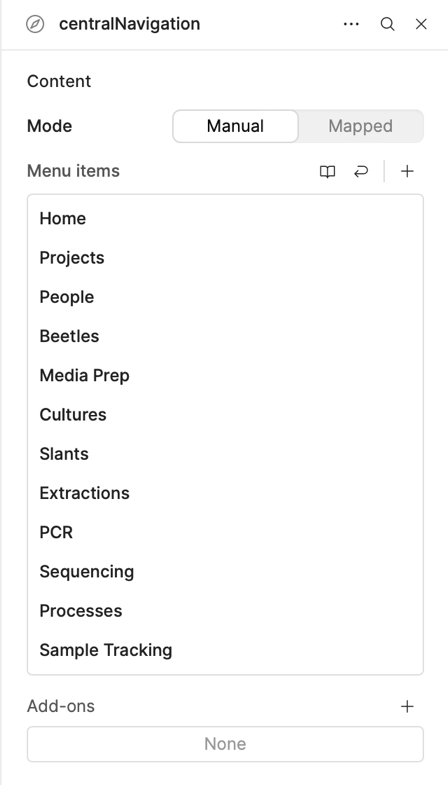 centralNavigation
Content
Mode Manual Mapped
Menu items
Home
Projects
People
Beetles
Media Prep
Cultures
Slants
Extractions
PCR
Sequencing
Processes
Sample Tracking
Add-ons
None